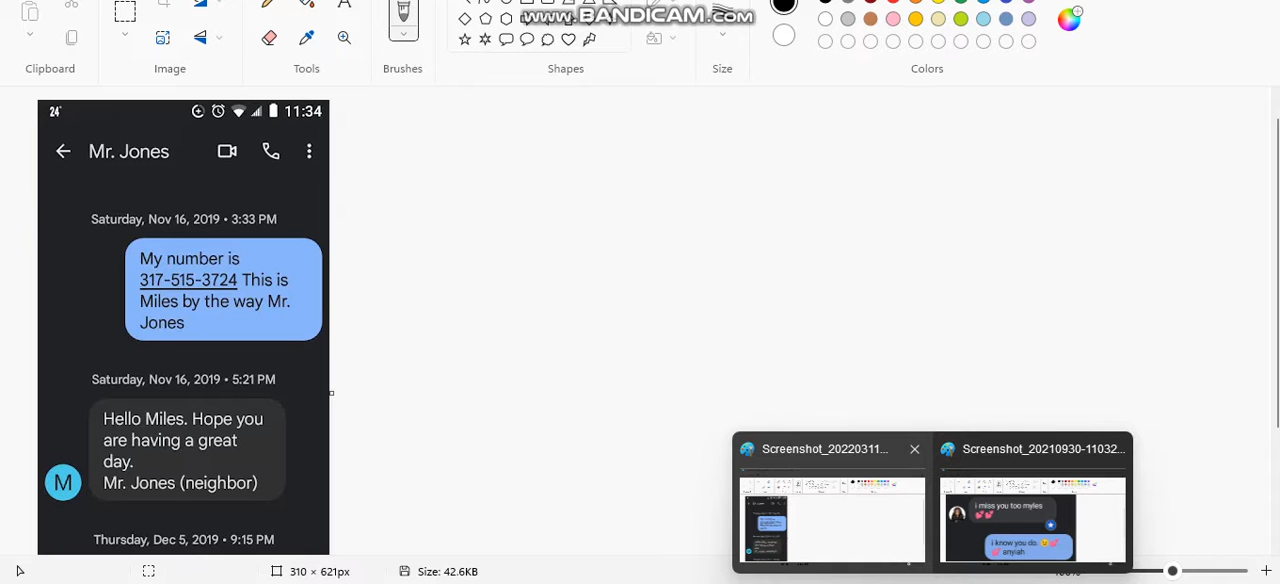 www.BANDICAM.com
Clipboard
Image
Tools
Brushes
Shapes
Size
Colors
24°
11:34
Mr. Jones
Saturday, Nov 16, 2019 • 3:33 PM
My number is
317-515-3724 This is
Miles by the way Mr.
Jones
Saturday, Nov 16, 2019 • 5:21 PM
Hello Miles. Hope you
are having a great
day.
Mr. Jones (neighbor)
M
Thursday, Dec 5, 2019 • 9:15 PM
Screenshot_20220311...
Screenshot_20210930-11032...
i miss you too myles
i know you do
anyiah
310 × 621px
Size: 42.6KB